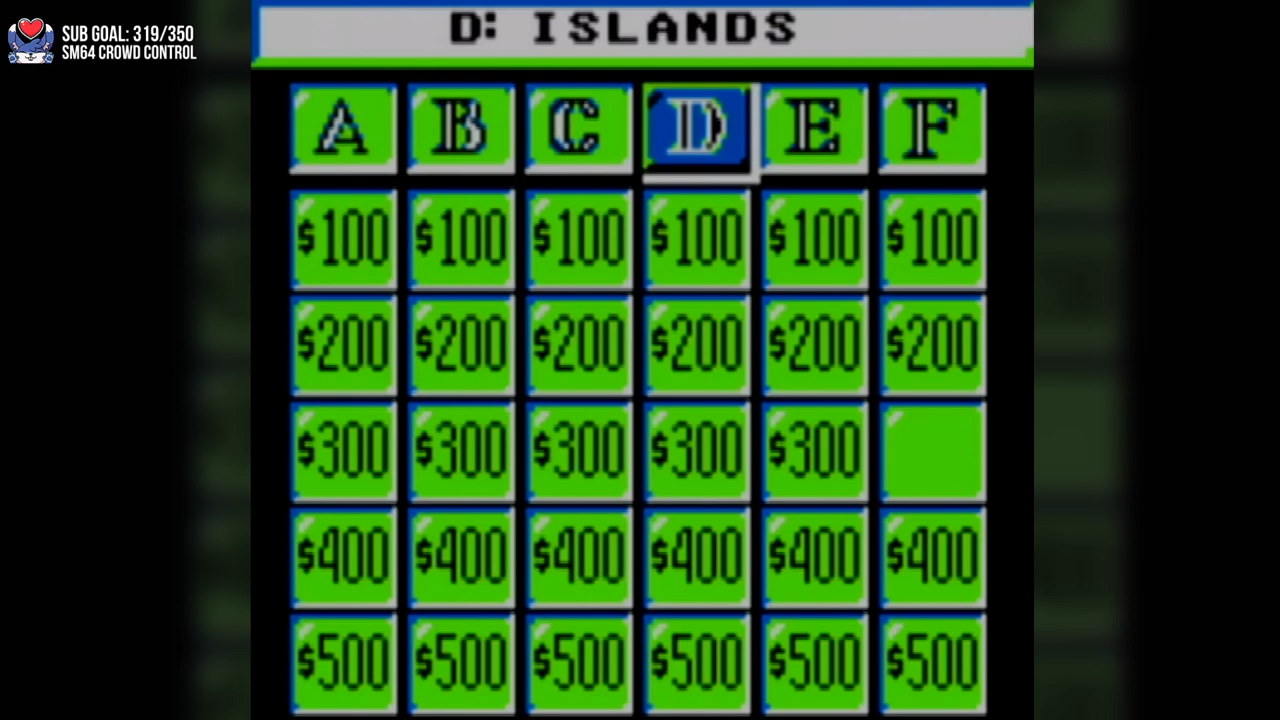 SUB GOAL: 319/350
SM64 CROWD CONTROL
D: ISLANDS
A B C D E F
$100 $100 $100 $100 $100 $100
$200 $200 $200 $200 $200 $200
$300 $300 $300 $300 $300
$400 $400 $400 $400 $400 $400
$500 $500 $500 $500 $500 $500